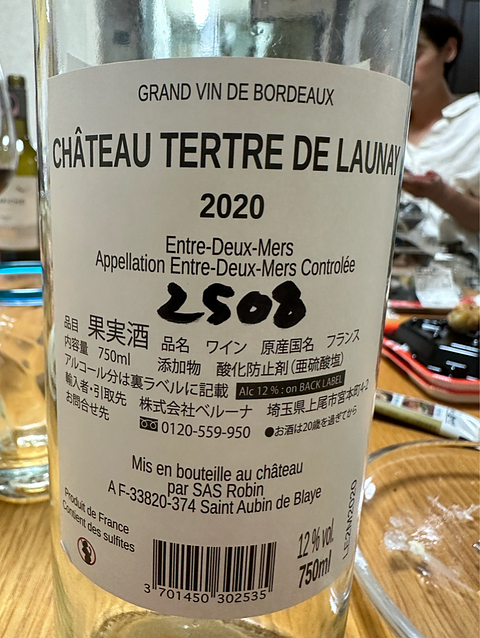 GRAND VIN DE BORDEAUX
CHÂTEAU TERTRE DE LAUNAY
2020
Entre-Deux-Mers
Appellation Entre-Deux-Mers Controlée
2508
品目 果実酒 品名 ワイン 原産国名 フランス
内容量 750ml 添加物 酸化防止剤(亜硫酸塩)
アルコール分は裏ラベルに記載 Alc 12 % : on BACK LABEL
輸入者・引取先 株式会社ベルーナ 埼玉県上尾市宮本町4-2
お問合せ先 0120-559-950 ●お酒は20歳を過ぎてから
Mis en bouteille au château
par SAS Robin
A F-33820-374 Saint Aubin de Blaye
Produit de France
Contient des sulfites
12 % vol.
750ml
LE2M2020
3 701450 302535